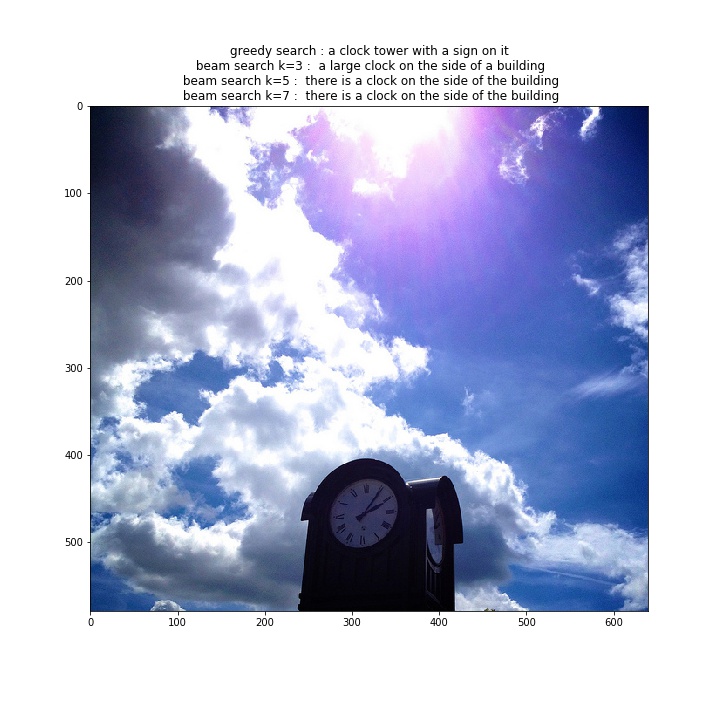 greedy search : a clock tower with a sign on it
beam search k=3 :  a large clock on the side of a building
beam search k=5 :  there is a clock on the side of the building
beam search k=7 :  there is a clock on the side of the building
0
100
200
300
400
500
0 100 200 300 400 500 600